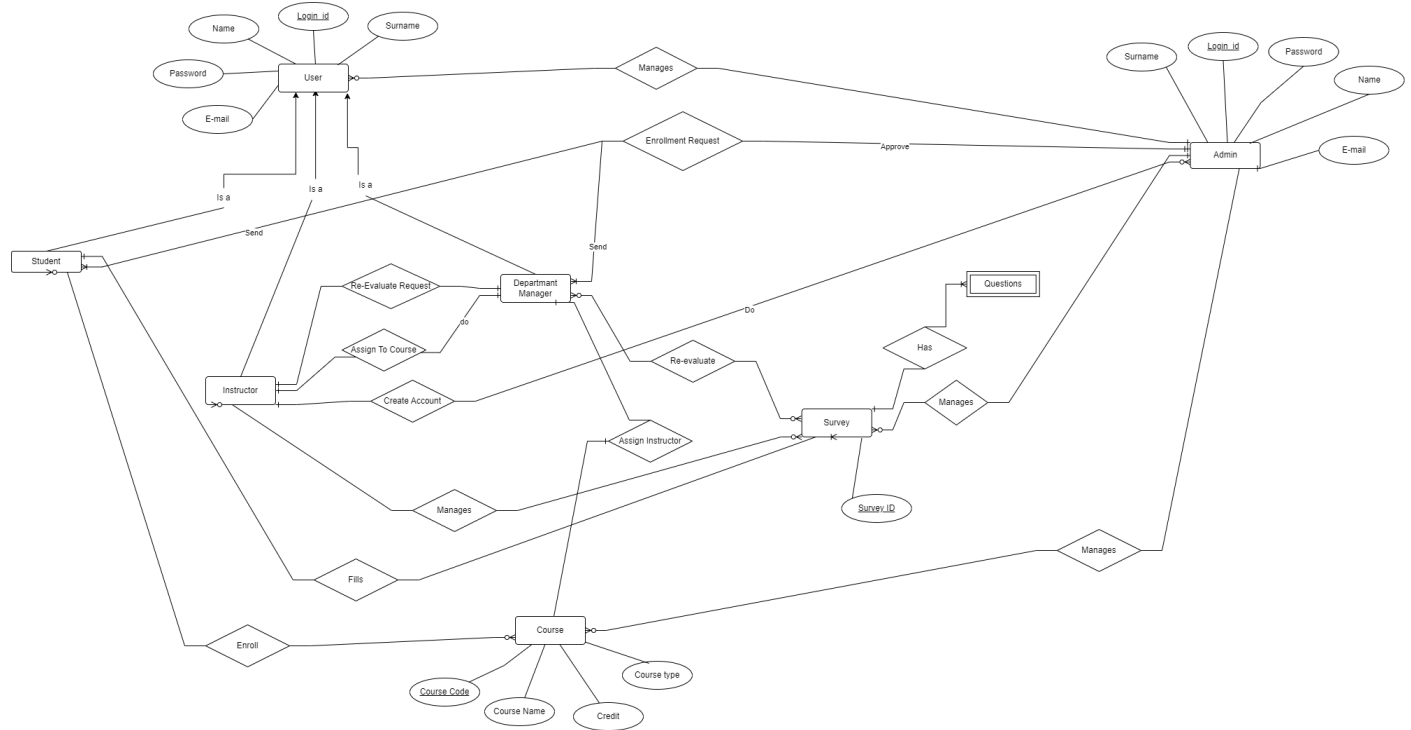 Login_id
Name
Surname
Password
User
E-mail
Manages
Surname
Login_id
Password
Name
Enrollment Request
Approve
Admin
E-mail
Is a
Is a
Is a
Send
Send
Student
Re-Evaluate Request
Departmant
Manager
Questions
Do
do
Assign To Course
Has
Re-evaluate
Instructor
Create Account
Manages
Survey
Assign Instructor
Manages
Survey ID
Manages
Fills
Course
Enroll
Course type
Course Code
Course Name
Credit